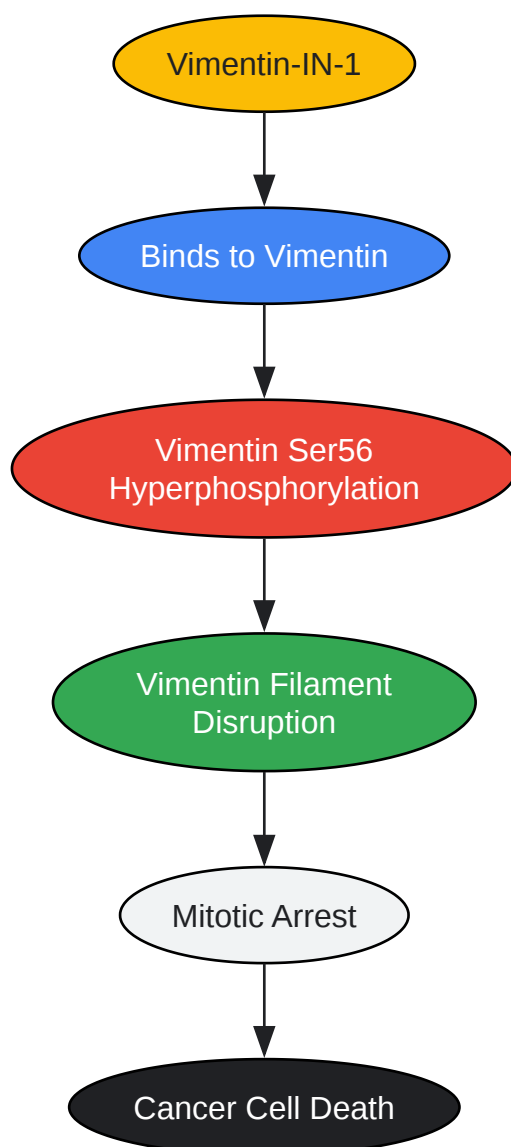 Vimentin-IN-1
Binds to Vimentin
Vimentin Ser56
Hyperphosphorylation
Vimentin Filament
Disruption
Mitotic Arrest
Cancer Cell Death